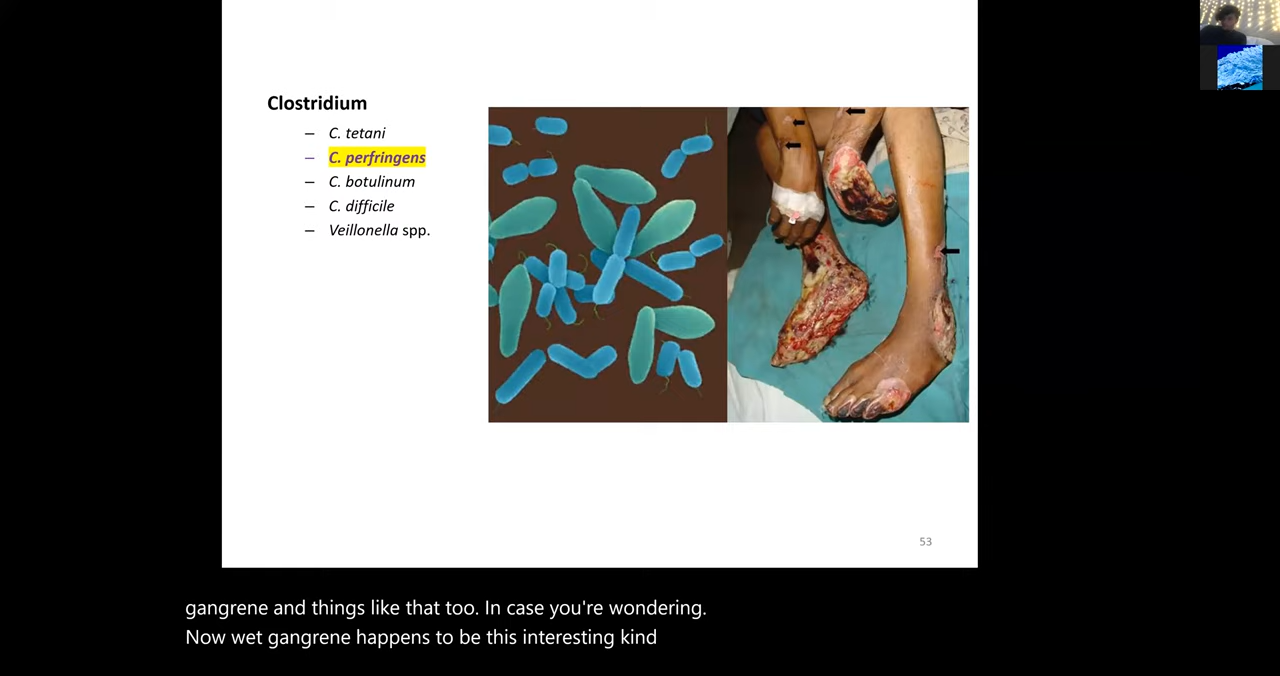 Clostridium
– C. tetani
– C. perfringens
– C. botulinum
– C. difficile
– Veillonella spp.
53
gangrene and things like that too. In case you're wondering.
Now wet gangrene happens to be this interesting kind